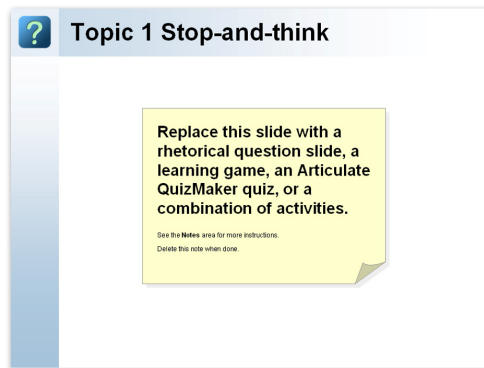 ?
Topic 1 Stop-and-think
Replace this slide with a
rhetorical question slide, a
learning game, an Articulate
QuizMaker quiz, or a
combination of activities.
See the Notes area for more instructions.
Delete this note when done.